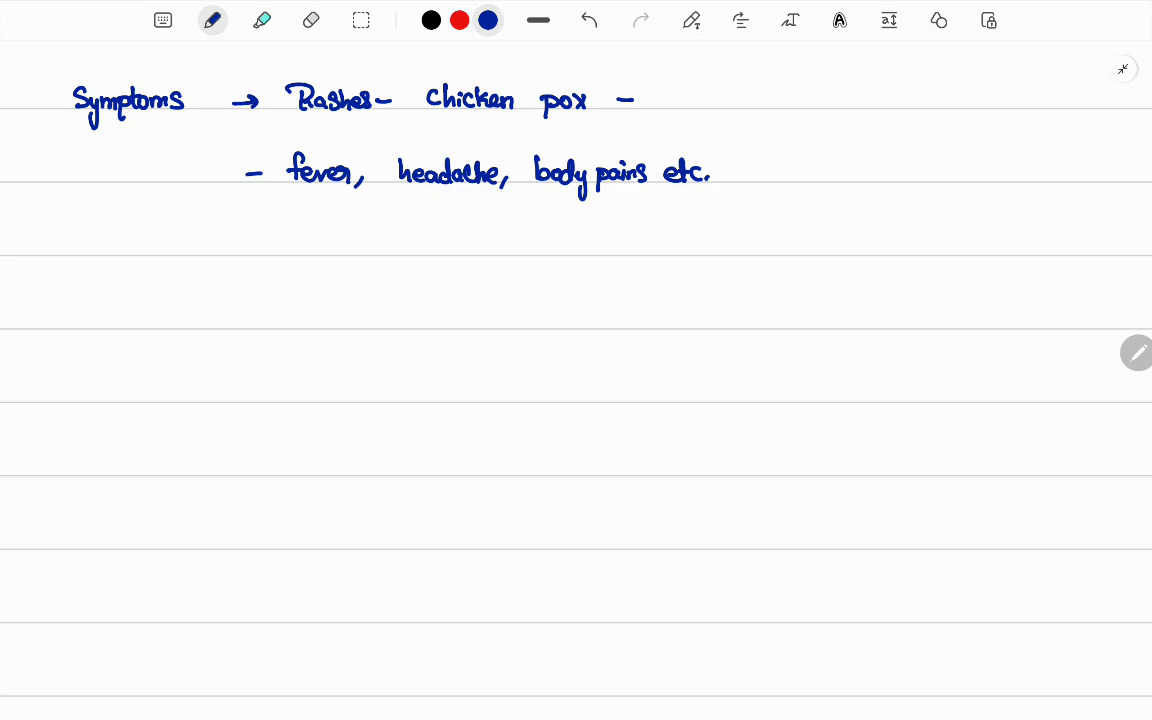 Symptoms → Rashes - Chicken pox -
- fever, headache, body pains etc.